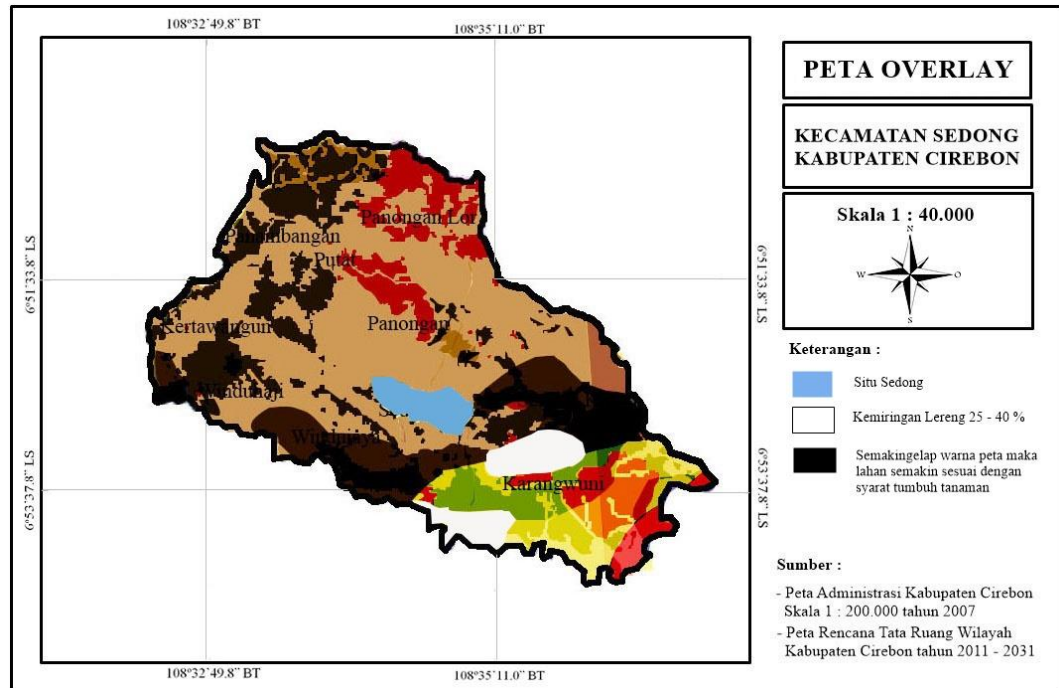 108°32'49.8” BT
108°35'11.0” BT
6°51'33.8” LS
6°53'37.8” LS
Panongan Lor
Panambangan
Putat
Kertawangun
Panongan
Winduhaji
Karangwuni
6°51'33.8” LS
6°53'37.8” LS
108°32'49.8” BT
108°35'11.0” BT
PETA OVERLAY
KECAMATAN SEDONG
KABUPATEN CIREBON
Skala 1 : 40.000
N
W
O
S
Keterangan :
Situ Sedong
Kemiringan Lereng 25 - 40 %
Semakingelap warna peta maka
lahan semakin sesuai dengan
syarat tumbuh tanaman
Sumber :
- Peta Administrasi Kabupaten Cirebon
Skala 1 : 200.000 tahun 2007
- Peta Rencana Tata Ruang Wilayah
Kabupaten Cirebon tahun 2011 - 2031